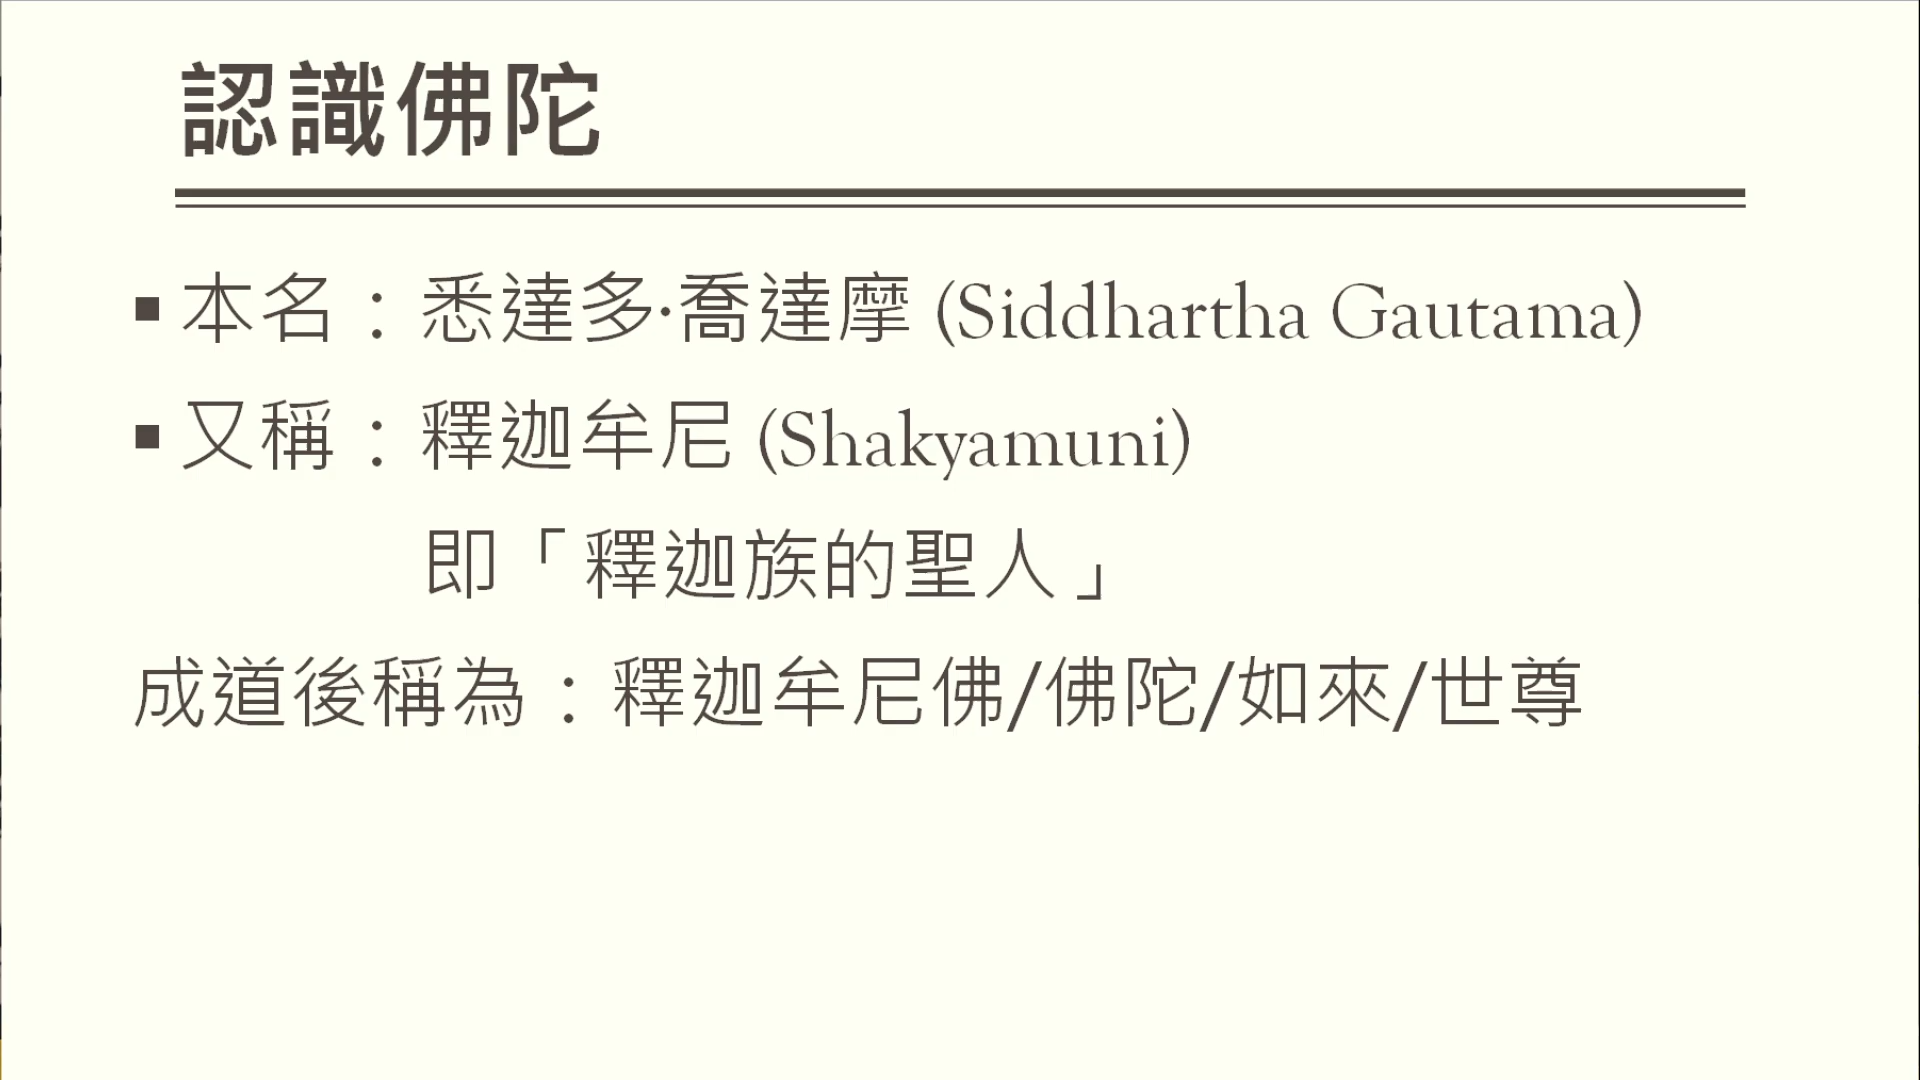 認識佛陀
▪ 本名：悉達多·喬達摩 (Siddhartha Gautama)
▪ 又稱：釋迦牟尼 (Shakyamuni)
即「釋迦族的聖人」
成道後稱為：釋迦牟尼佛/佛陀/如來/世尊